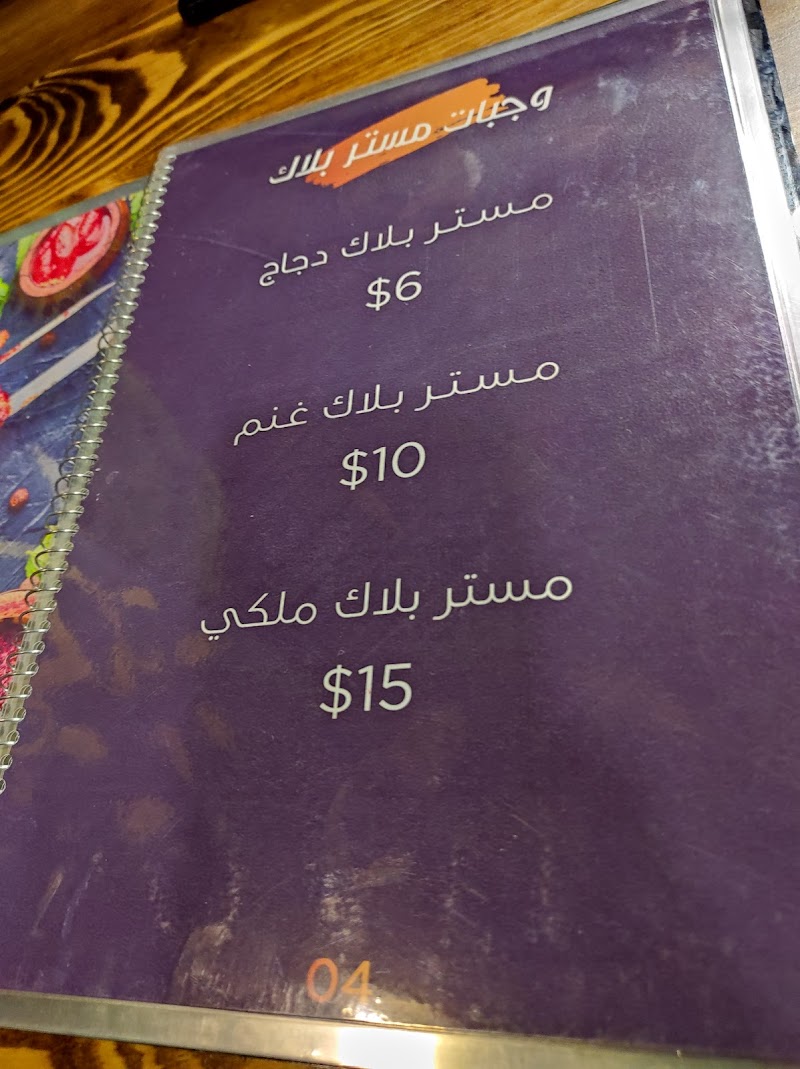 وجبات مستر بلاك
مستر بلاك دجاج
$6
مستر بلاك غنم
$10
مستر بلاك ملكي
$15
04